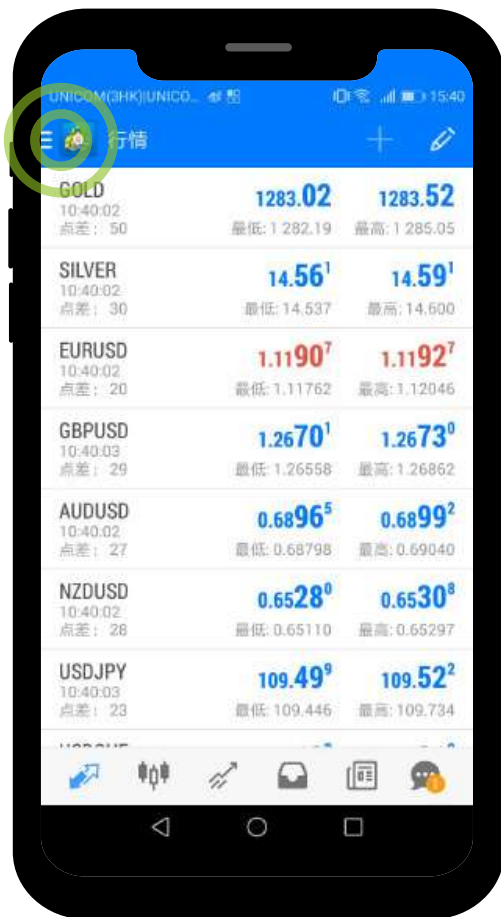 UNICOM(3HK)|UNICO... 15:40
行情
GOLD 1283.02 1283.52
10:40:02
点差: 50 最低: 1 282.19 最高: 1 285.05
SILVER 14.56¹ 14.59¹
10:40:02
点差: 30 最低: 14.537 最高: 14.600
EURUSD 1.1190⁷ 1.1192⁷
10:40:02
点差: 20 最低: 1.11762 最高: 1.12046
GBPUSD 1.2670¹ 1.2673⁰
10:40:03
点差: 29 最低: 1.26558 最高: 1.26862
AUDUSD 0.6896⁵ 0.6899²
10:40:02
点差: 27 最低: 0.68798 最高: 0.69040
NZDUSD 0.6528⁰ 0.6530⁸
10:40:02
点差: 28 最低: 0.65110 最高: 0.65297
USDJPY 109.49⁹ 109.52²
10:40:03
点差: 23 最低: 109.446 最高: 109.734